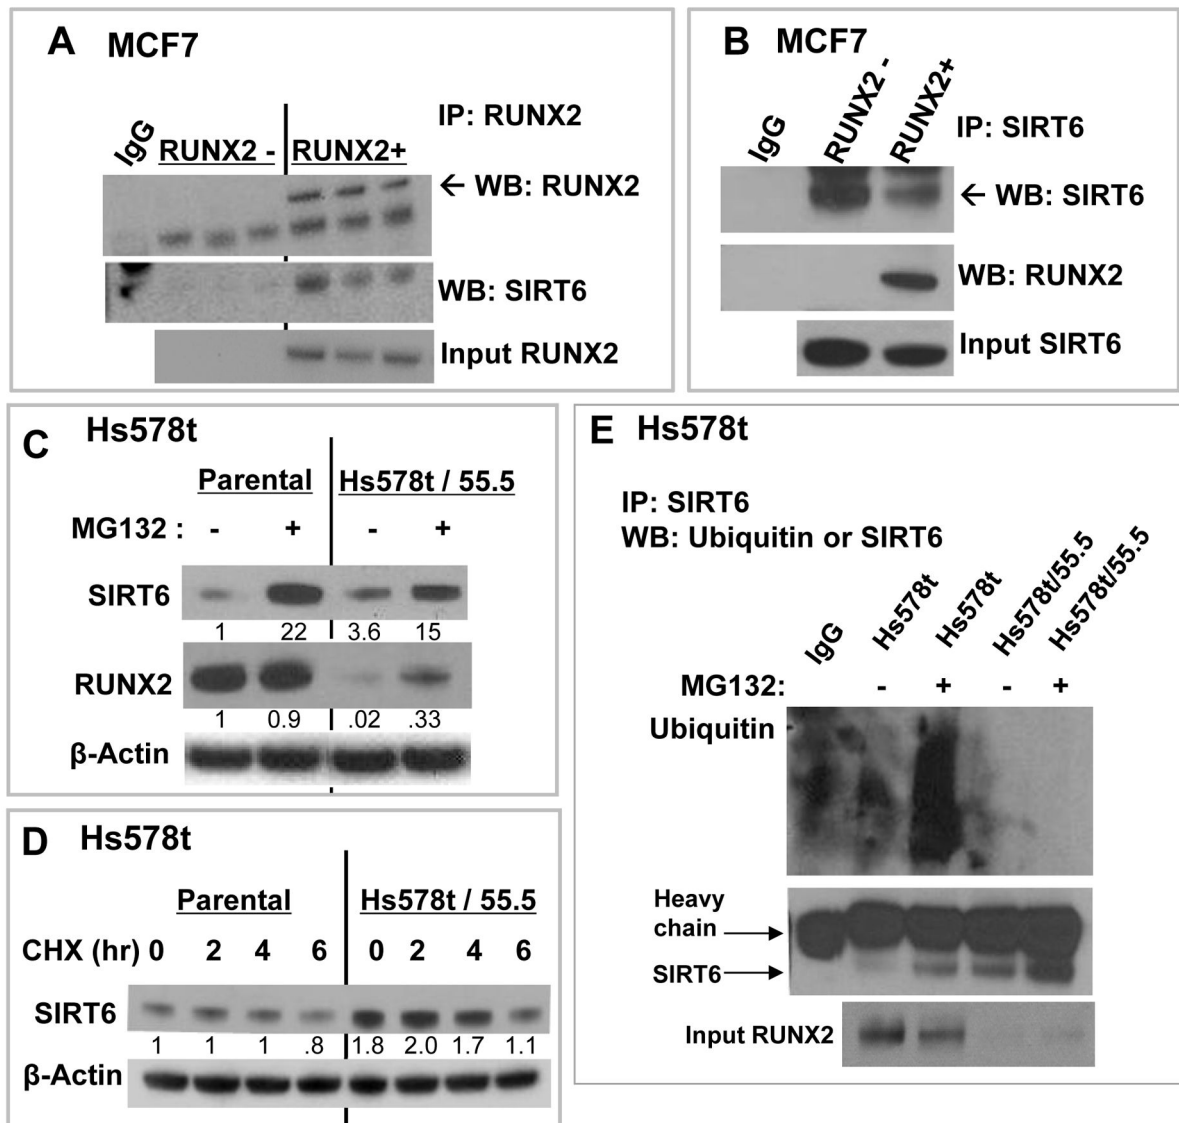 A MCF7
IP: RUNX2
IgG RUNX2 - RUNX2+
← WB: RUNX2
WB: SIRT6
Input RUNX2
B MCF7
IgG RUNX2 - RUNX2+
IP: SIRT6
← WB: SIRT6
WB: RUNX2
Input SIRT6
C Hs578t
Parental Hs578t / 55.5
MG132 : - + - +
SIRT6
1 22 3.6 15
RUNX2
1 0.9 .02 .33
β-Actin
D Hs578t
Parental Hs578t / 55.5
CHX (hr) 0 2 4 6 0 2 4 6
SIRT6
1 1 1 .8 1.8 2.0 1.7 1.1
β-Actin
E Hs578t
IP: SIRT6
WB: Ubiquitin or SIRT6
IgG Hs578t Hs578t Hs578t/55.5 Hs578t/55.5
MG132: - + - +
Ubiquitin
Heavy
chain
SIRT6
Input RUNX2